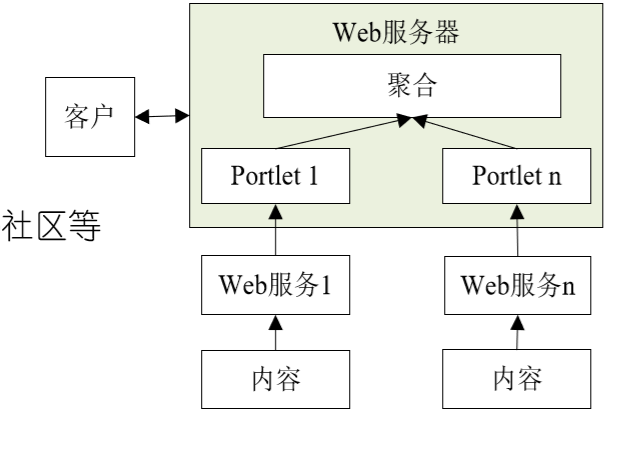 Web服务器
聚合
客户
Portlet 1
Portlet n
社区等
Web服务1
Web服务n
内容
内容